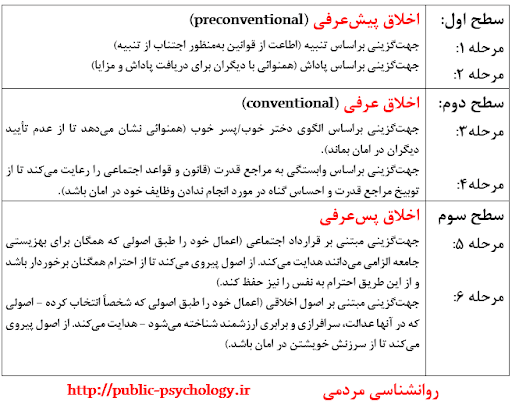 سطح اول: اخلاق پیش‌عرفی (preconventional)
مرحله ۱: جهت‌گزینی براساس تنبیه (اطاعت از قوانین به‌منظور اجتناب از تنبیه)
مرحله ۲: جهت‌گزینی براساس پاداش (همنوائی با دیگران برای دریافت پاداش و مزایا)
سطح دوم: اخلاق عرفی (conventional)
مرحله۳: جهت‌گزینی براساس الگوی دختر خوب/پسر خوب (همنوائی نشان می‌دهد تا از عدم تأیید
دیگران در امان بماند).
مرحله۴: جهت‌گزینی براساس وابستگی به مراجع قدرت (قانون و قواعد اجتماعی را رعایت می‌کند تا از
توبیخ مراجع قدرت و احساس گناه در مورد انجام ندادن وظایف خود در امان باشد).
سطح سوم اخلاق پس‌عرفی
مرحله ۵: جهت‌گزینی مبتنی بر قرارداد اجتماعی (اعمال خود را طبق اصولی که همگان برای بهزیستی
جامعه الزامی می‌دانند هدایت می‌کند. از اصول پیروی می‌کند تا از احترام همگنان برخوردار باشد
و از این طریق احترام به نفس را نیز حفظ کند.)
مرحله ۶: جهت‌گزینی مبتنی بر اصول اخلاقی (اعمال خود را طبق اصولی که شخصاً انتخاب کرده - اصولی
که در آنها عدالت، سرافرازی و برابری ارزشمند شناخته می‌شود - هدایت می‌کند. از اصول پیروی
می‌کند تا از سرزنش خویشتن در امان باشد.)
روانشناسی مردمی http://public-psychology.ir